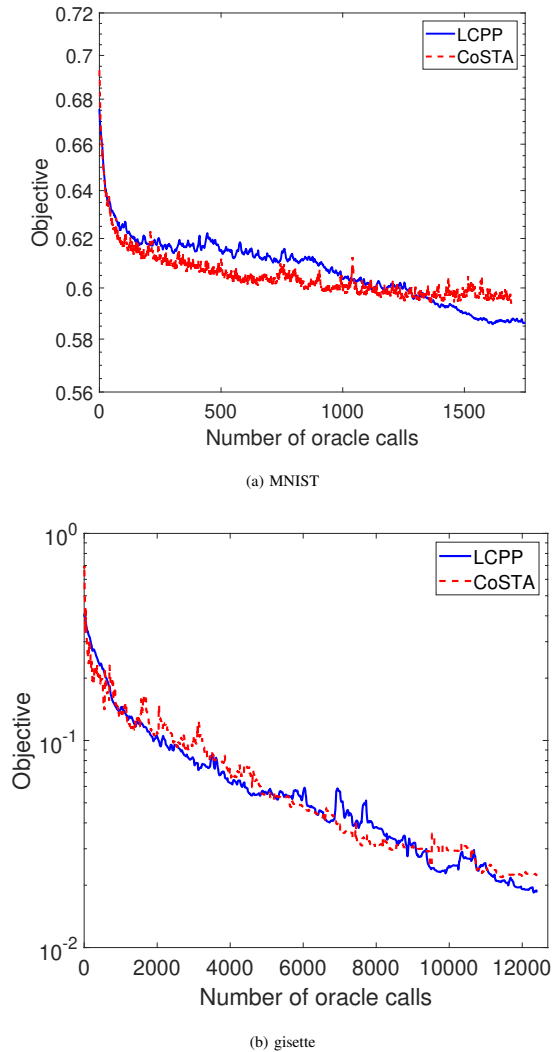 0.72
0.7
0.68
0.66
0.64
0.62
0.6
0.58
0.56
Objective
LCPP
CoSTA
0 500 1000 1500
Number of oracle calls
(a) MNIST
10^0
10^-1
10^-2
Objective
LCPP
CoSTA
0 2000 4000 6000 8000 10000 12000
Number of oracle calls
(b) gisette